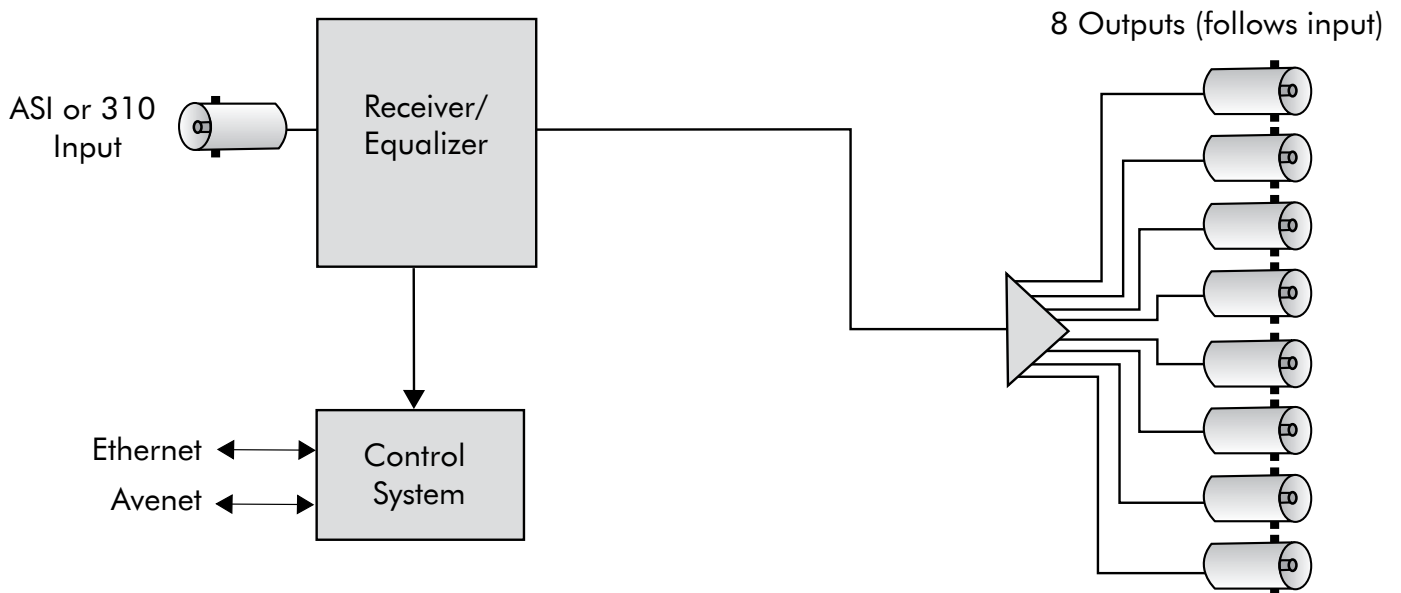 8 Outputs (follows input)
ASI or 310
Input
Receiver/
Equalizer
Ethernet
Avenet
Control
System